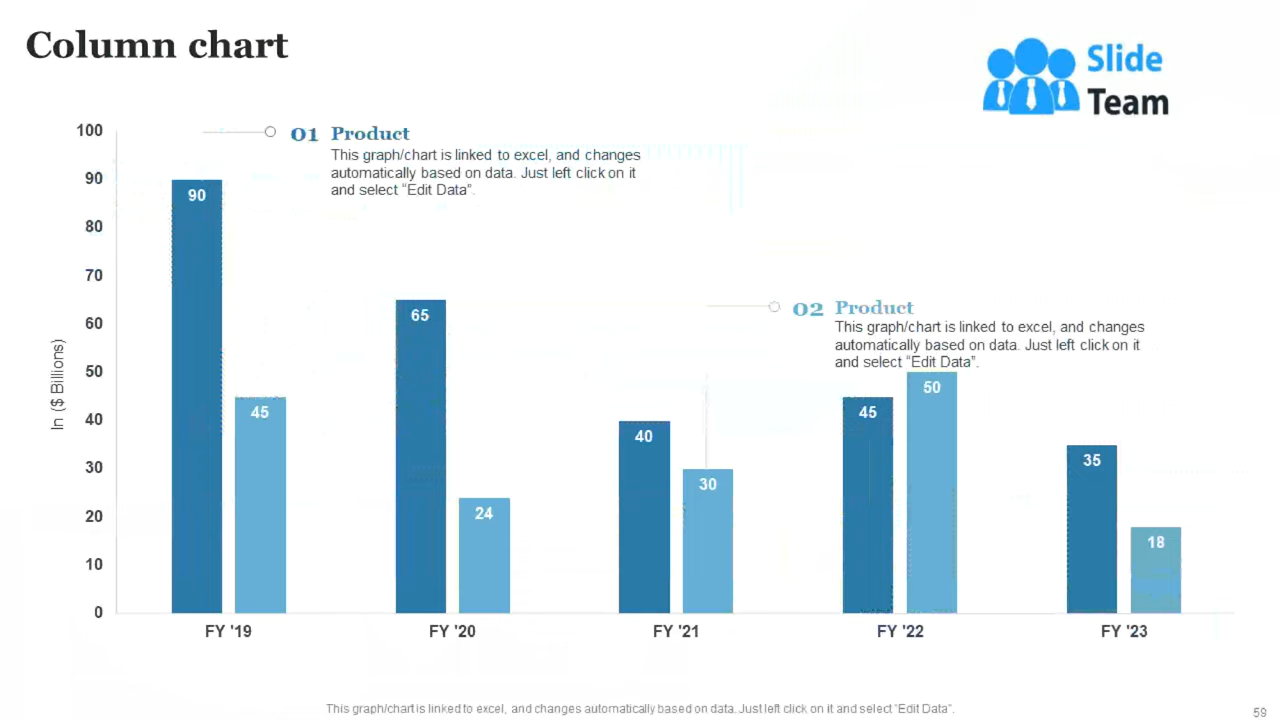 Column chart
Slide
Team
01 Product
This graph/chart is linked to excel, and changes
automatically based on data. Just left click on it
and select “Edit Data”.
02 Product
This graph/chart is linked to excel, and changes
automatically based on data. Just left click on it
and select “Edit Data”.
In ($ Billions)
100
90
80
70
60
50
40
30
20
10
0
90
45
65
24
40
30
45
50
35
18
FY '19
FY '20
FY '21
FY '22
FY '23
This graph/chart is linked to excel, and changes automatically based on data. Just left click on it and select “Edit Data”.
59